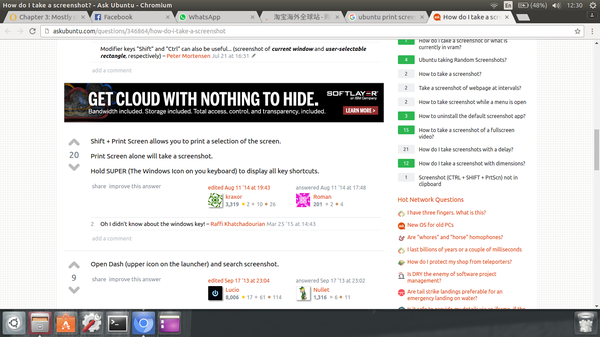 How do I take a screenshot? - Ask Ubuntu - Chromium
En
(48%)
12:30
Chapter 3: Mostly
Facebook
WhatsApp
淘宝海外全球站
ubuntu print screen
How do I take a scre
askubuntu.com/questions/346864/how-do-i-take-a-screenshot
Modifier keys "Shift" and "Ctrl" can also be useful... (screenshot of current window and user-selectable
rectangle, respectively) – Peter Mortensen Jul 21 at 16:31
add a comment
GET CLOUD WITH NOTHING TO HIDE.
Bandwidth included. Storage included. Total access, control, and transparency, included.
SOFTLAYER
an IBM Company
LEARN MORE >
20
Shift + Print Screen allows you to print a selection of the screen.
Print Screen alone will take a screenshot.
Hold SUPER (The Windows Icon on you keyboard) to display all key shortcuts.
share improve this answer
edited Aug 11 '14 at 19:43
kraxor
3,319 2 10 26
answered Aug 11 '14 at 17:48
Roman
201 2 4
2 Oh I didn't know about the windows key! – Raffi Khatchadourian Mar 25 '15 at 14:43
add a comment
9
Open Dash (upper icon on the launcher) and search screenshot.
share improve this answer
edited Sep 17 '13 at 23:04
Lucio
8,006 17 61 114
answered Sep 17 '13 at 23:02
Nullet
1,316 6 11
How do I take a screenshot or what is
currently in vram?
4 Ubuntu taking Random Screenshots?
2 How to take a screenshot?
2 Take a screenshot of webpage at intervals?
2 How to take screenshot while a menu is open
3 How to uninstall the default screenshot app?
15 How to take a screenshot of a fullscreen
video?
21 How to take screenshots with a delay?
12 How to take a screenshot with dimensions?
1 Screenshot (CTRL + SHIFT + PrtScn) not in
clipboard
Hot Network Questions
I have three fingers. What is this?
New OS for old PCs
Are "whores" and "horse" homophones?
I last billions of years or a couple of milliseconds
How do I protect my shop from teleporters?
Is DRY the enemy of software project
management?
Are tail strike landings preferable for an
emergency landing on water?